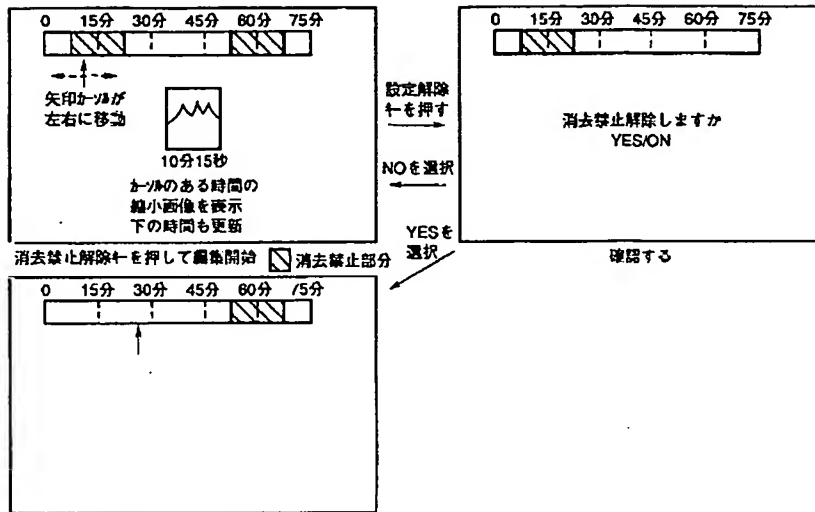 0 15分 30分 45分 60分 75分
矢印カーソルが
左右に移動
10分15秒
カーソルのある時間の
縮小画像を表示
下の時間も更新
消去禁止解除キーを押して編集開始
消去禁止部分
設定解除
キーを押す
NOを選択
YESを
選択
0 15分 30分 45分 60分 75分
消去禁止解除しますか
YES/ON
確認する
0 15分 30分 45分 60分 75分